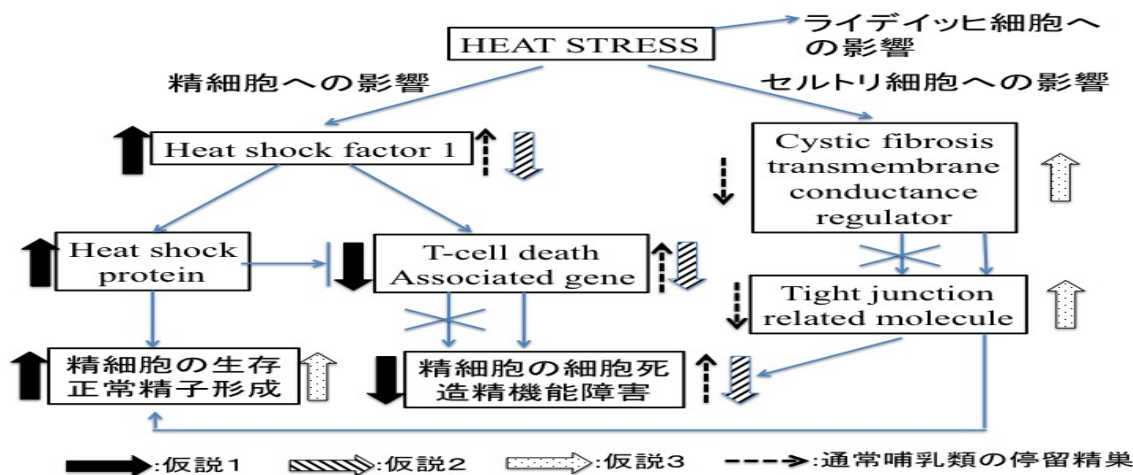 HEAT STRESS
ライデイッヒ細胞へ
の影響
精細胞への影響
セルトリ細胞への影響
Heat shock factor 1
Cystic fibrosis
transmembrane
conductance
regulator
Heat shock
protein
T-cell death
Associated gene
Tight junction
related molecule
精細胞の生存
正常精子形成
精細胞の細胞死
造精機能障害
:仮説1
:仮説2
:仮説3
:通常哺乳類の停留精巣